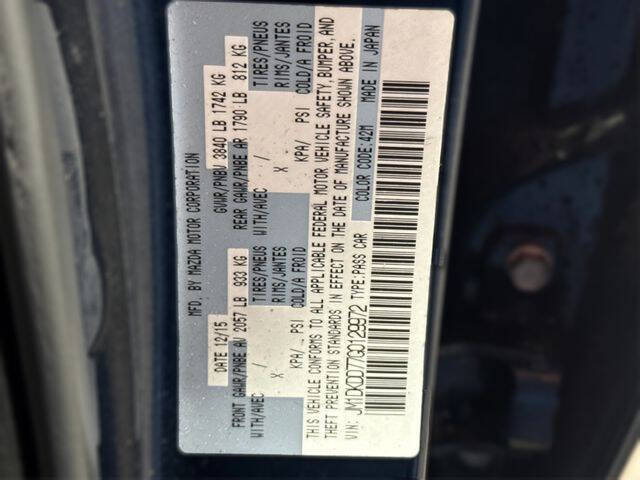 MFD. BY MAZDA MOTOR CORPORATION
DATE 12/15 GVWR/PNBV 3840 LB 1742 KG
FRONT GAWR/PNBE AV 2057 LB 933 KG REAR GAWR/PNBE AR 1790 LB 812 KG
WITH/AVEC / TIRES/PNEUS WITH/AVEC / TIRES/PNEUS
X RIMS/JANTES X RIMS/JANTES
KPA/ PSI COLD/A FROID KPA/ PSI COLD/A FROID
THIS VEHICLE CONFORMS TO ALL APPLICABLE FEDERAL MOTOR VEHICLE SAFETY, BUMPER, AND
THEFT PREVENTION STANDARDS IN EFFECT ON THE DATE OF MANUFACTURE SHOWN ABOVE.
VIN: JM1DKDD77G0129972 TYPE: PASS CAR COLOR CODE: 42M MADE IN JAPAN